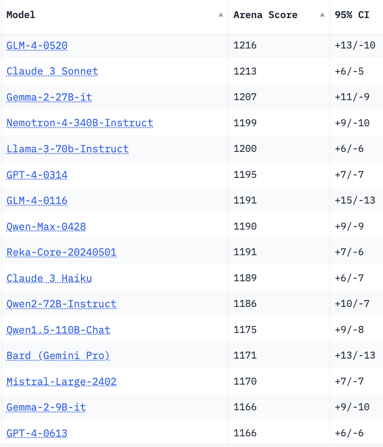 Model Arena Score 95% CI
GLM-4-0520 1216 +13/-10
Claude 3 Sonnet 1213 +6/-5
Gemma-2-27B-it 1207 +11/-9
Nemotron-4-340B-Instruct 1199 +9/-10
Llama-3-70b-Instruct 1200 +6/-6
GPT-4-0314 1195 +7/-7
GLM-4-0116 1191 +15/-13
Qwen-Max-0428 1190 +9/-9
Reka-Core-20240501 1191 +7/-6
Claude 3 Haiku 1189 +6/-7
Qwen2-72B-Instruct 1186 +10/-7
Qwen1.5-110B-Chat 1175 +9/-8
Bard (Gemini Pro) 1171 +13/-13
Mistral-Large-2402 1170 +7/-7
Gemma-2-9B-it 1166 +9/-10
GPT-4-0613 1166 +6/-6